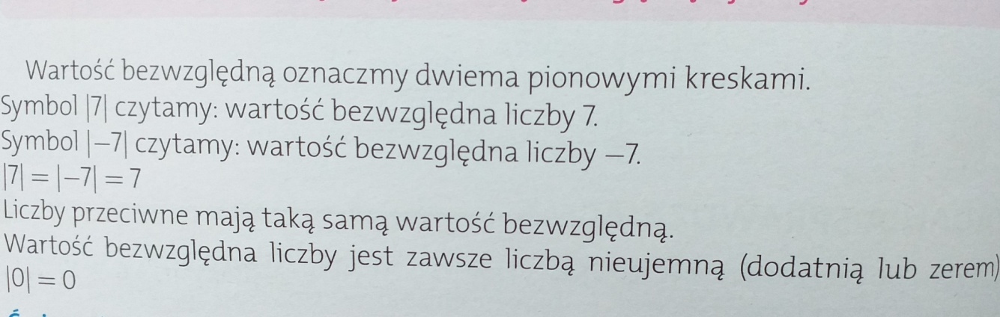 Wartość bezwzględną oznaczmy dwiema pionowymi kreskami.
Symbol |7| czytamy: wartość bezwzględna liczby 7.
Symbol |–7| czytamy: wartość bezwzględna liczby –7.
|7| = |–7| = 7
Liczby przeciwne mają taką samą wartość bezwzględną.
Wartość bezwzględna liczby jest zawsze liczbą nieujemną (dodatnią lub zerem)
|0| = 0